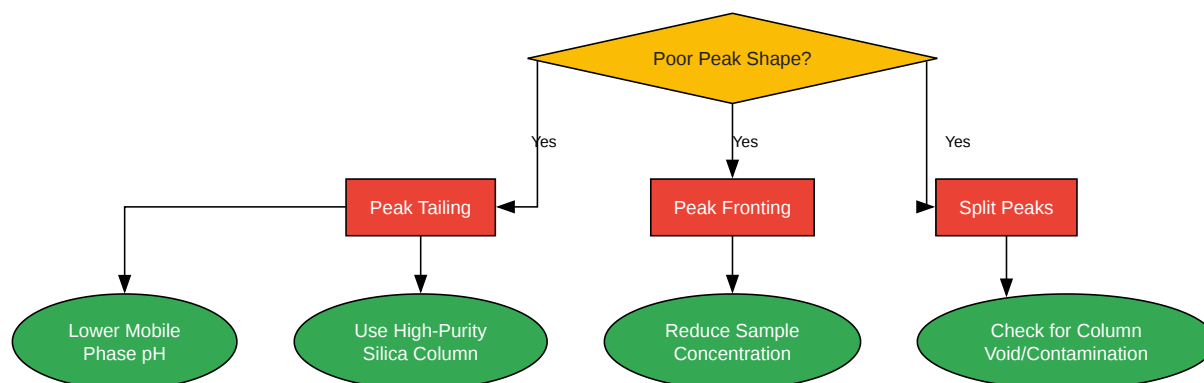 Poor Peak Shape?
Yes
Yes
Yes
Peak Tailing
Peak Fronting
Split Peaks
Lower Mobile
Phase pH
Use High-Purity
Silica Column
Reduce Sample
Concentration
Check for Column
Void/Contamination